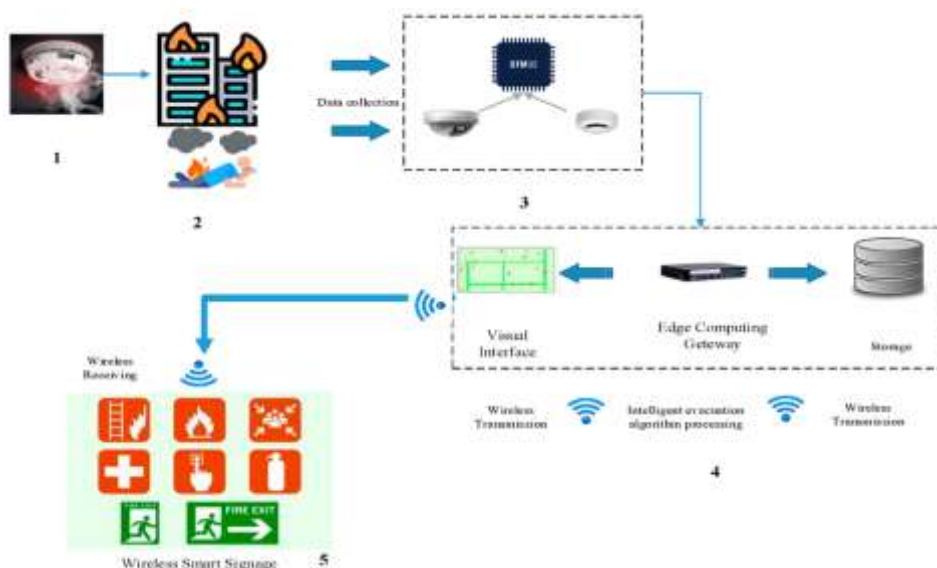 Data collection
1
2
3
Visual
Interface
Edge Computing
Geteway
Storage
Wireless
Receiving
Wireless
Transmission
Intelligent evacuation
algorithm processing
Wireless
Transmission
4
FIRE EXIT
Wireless Smart Signage
5